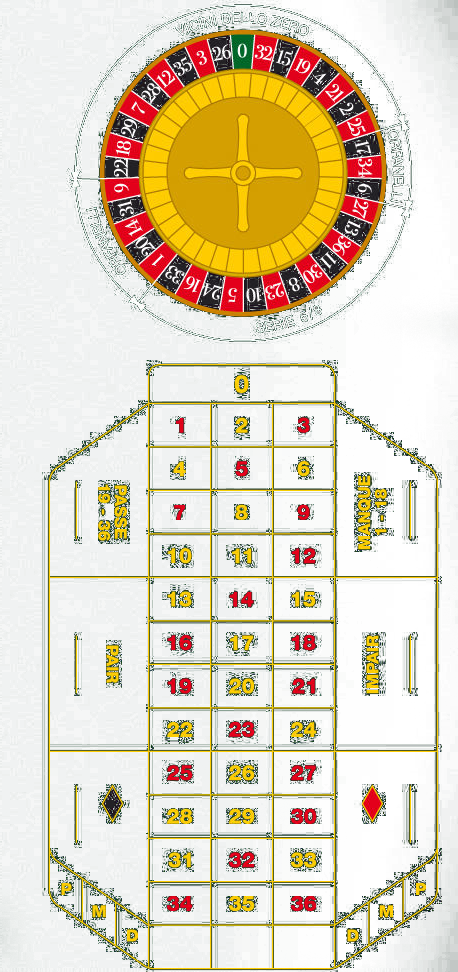 VICINI DELLO ZERO
ORFANELLI
SERIE 5/8
ORFANELLI
0 32 15 19 4 21 2 25 17 34 6 27 13 36 11 30 8 23 10 5 24 16 33 1 20 14 31 9 22 18 29 7 28 12 35 3 26
0
1 2 3
4 5 6
7 8 9
10 11 12
13 14 15
16 17 18
19 20 21
22 23 24
25 26 27
28 29 30
31 32 33
34 35 36
PASSE
19 - 36
MANQUE
1 - 18
PAIR
IMPAIR
P
M
D
P
M
D